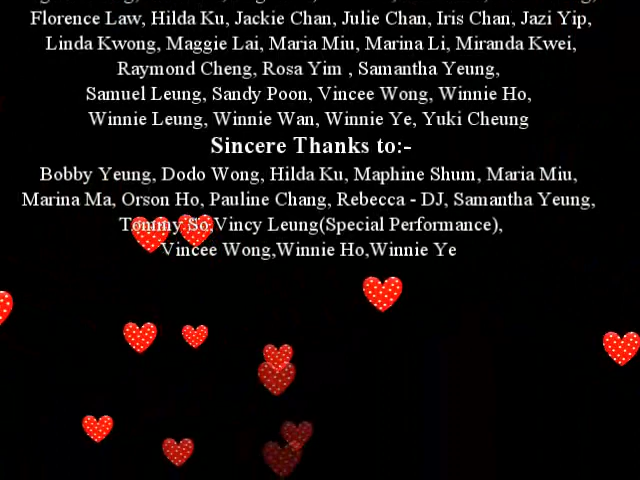 Florence Law, Hilda Ku, Jackie Chan, Julie Chan, Iris Chan, Jazi Yip,
Linda Kwong, Maggie Lai, Maria Miu, Marina Li, Miranda Kwei,
Raymond Cheng, Rosa Yim , Samantha Yeung,
Samuel Leung, Sandy Poon, Vincee Wong, Winnie Ho,
Winnie Leung, Winnie Wan, Winnie Ye, Yuki Cheung
Sincere Thanks to:-
Bobby Yeung, Dodo Wong, Hilda Ku, Maphine Shum, Maria Miu,
Marina Ma, Orson Ho, Pauline Chang, Rebecca - DJ, Samantha Yeung,
Tommy So,Vincy Leung(Special Performance),
Vincee Wong,Winnie Ho,Winnie Ye